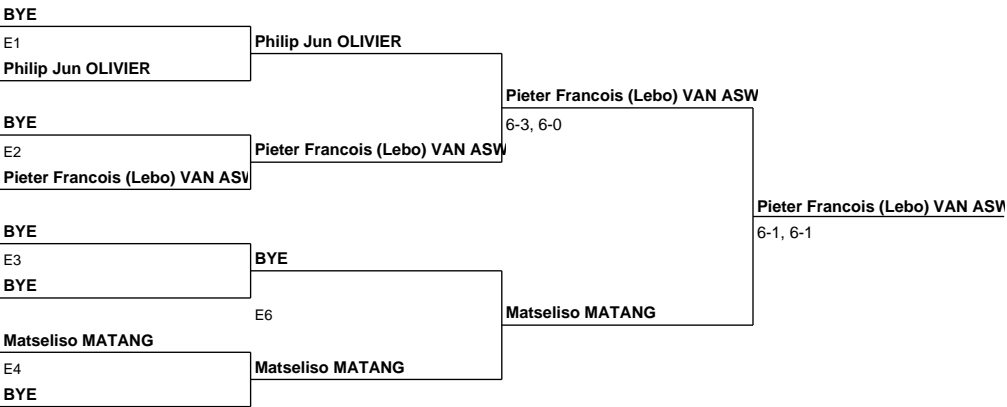 BYE
E1
Philip Jun OLIVIER
Philip Jun OLIVIER
BYE
E2
Pieter Francois (Lebo) VAN ASW
Pieter Francois (Lebo) VAN ASW
Pieter Francois (Lebo) VAN ASW
6-3, 6-0
BYE
E3
BYE
BYE
E6
Matseliso MATANG
E4
BYE
Matseliso MATANG
Matseliso MATANG
Pieter Francois (Lebo) VAN ASW
6-1, 6-1